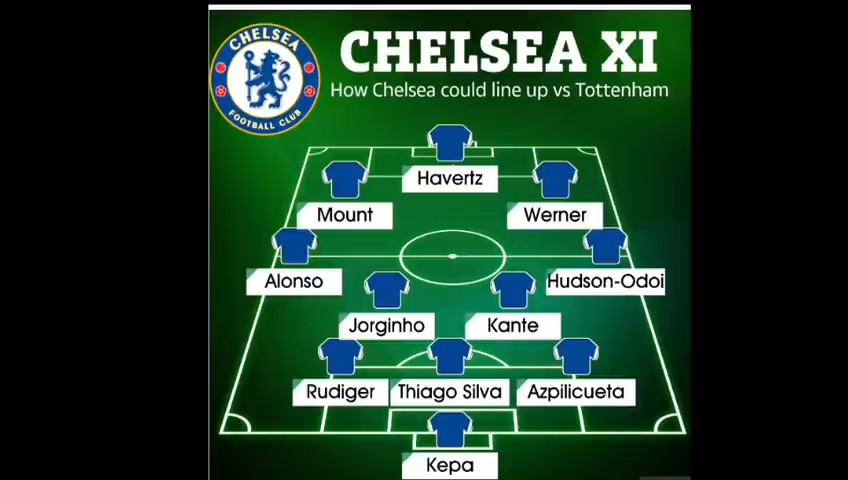 CHELSEA
FOOTBALL CLUB
CHELSEA XI
How Chelsea could line up vs Tottenham
Havertz
Mount
Werner
Alonso
Hudson-Odoi
Jorginho
Kante
Rudiger
Thiago Silva
Azpilicueta
Kepa